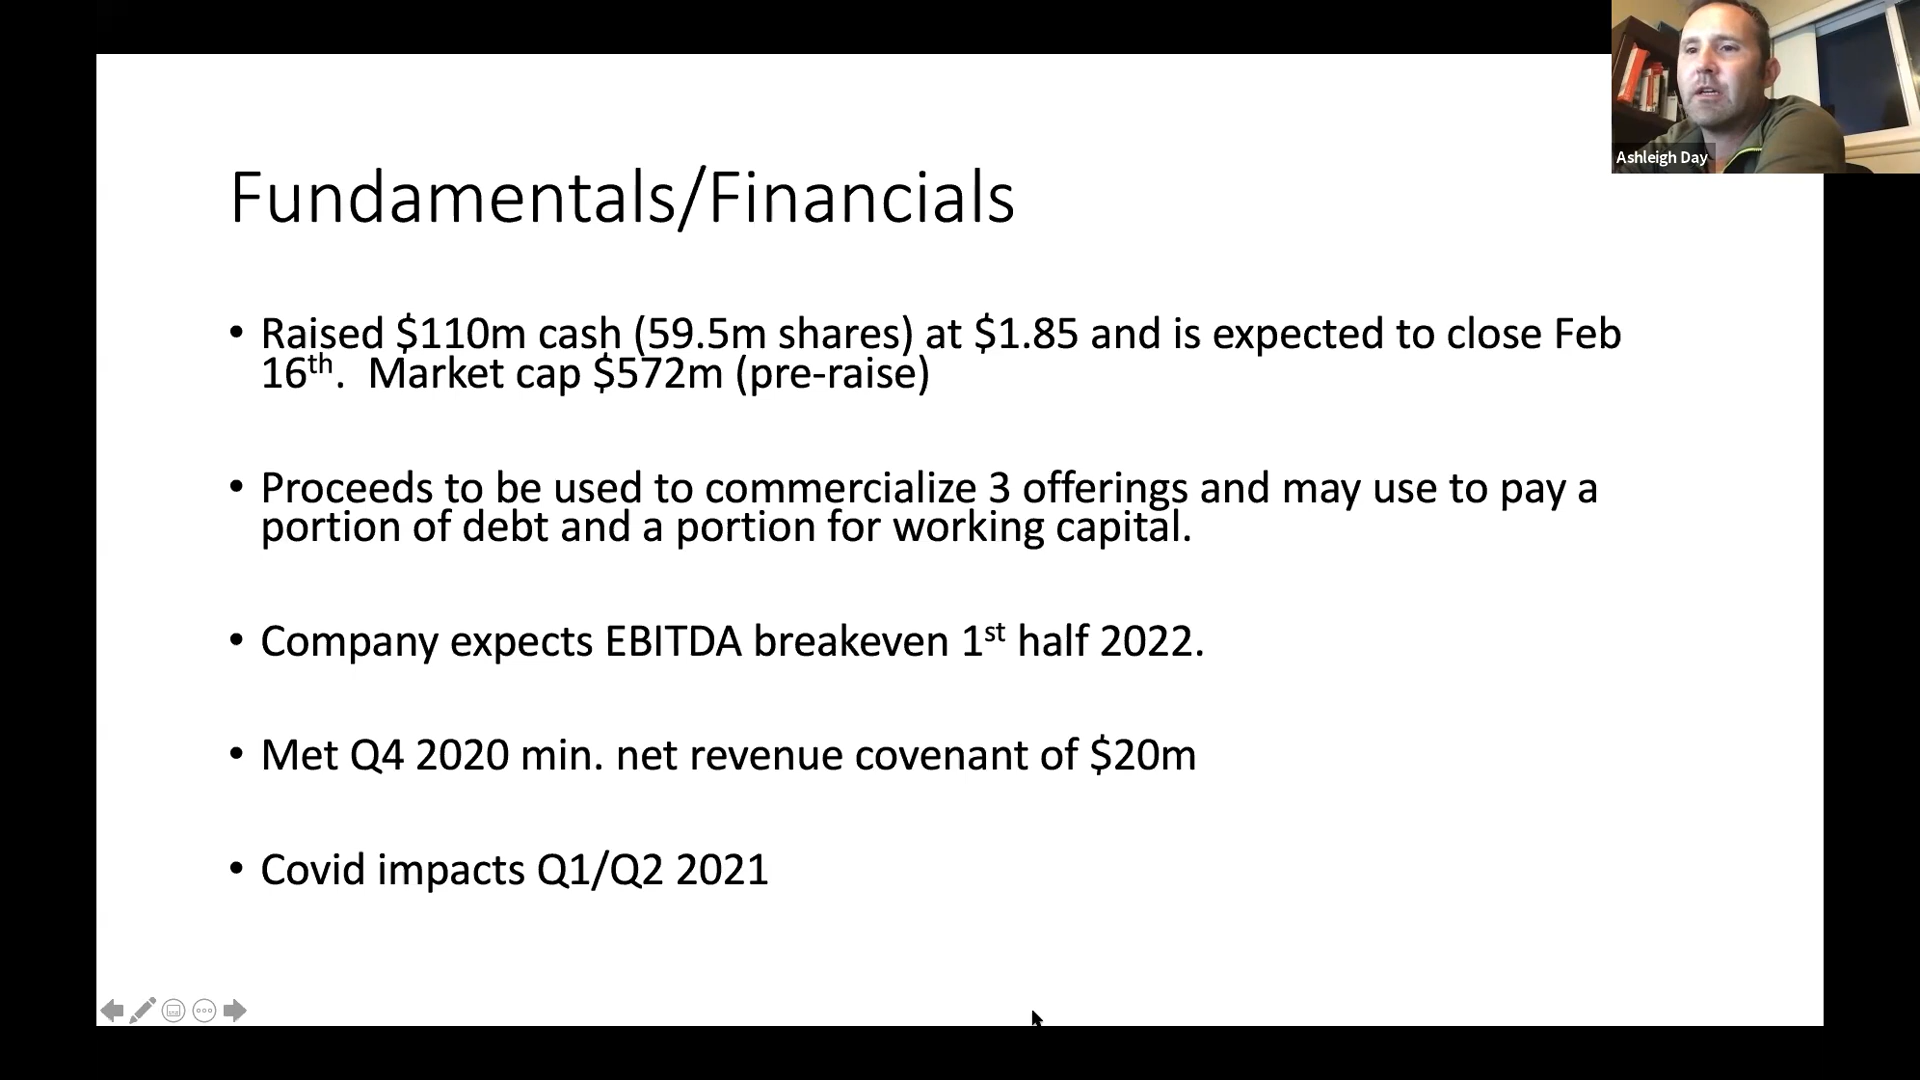 Ashleigh Day
Fundamentals/Financials
• Raised $110m cash (59.5m shares) at $1.85 and is expected to close Feb
16th. Market cap $572m (pre-raise)
• Proceeds to be used to commercialize 3 offerings and may use to pay a
portion of debt and a portion for working capital.
• Company expects EBITDA breakeven 1st half 2022.
• Met Q4 2020 min. net revenue covenant of $20m
• Covid impacts Q1/Q2 2021